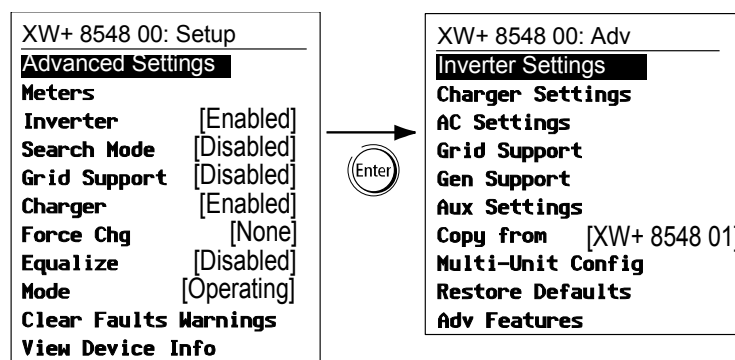 XW+ 8548 00: Setup
Advanced Settings
Meters
Inverter [Enabled]
Search Mode [Disabled]
Grid Support [Disabled]
Charger [Enabled]
Force Chg [None]
Equalize [Disabled]
Mode [Operating]
Clear Faults Warnings
View Device Info
Enter
XW+ 8548 00: Adv
Inverter Settings
Charger Settings
AC Settings
Grid Support
Gen Support
Aux Settings
Copy from [XW+ 8548 01]
Multi-Unit Config
Restore Defaults
Adv Features